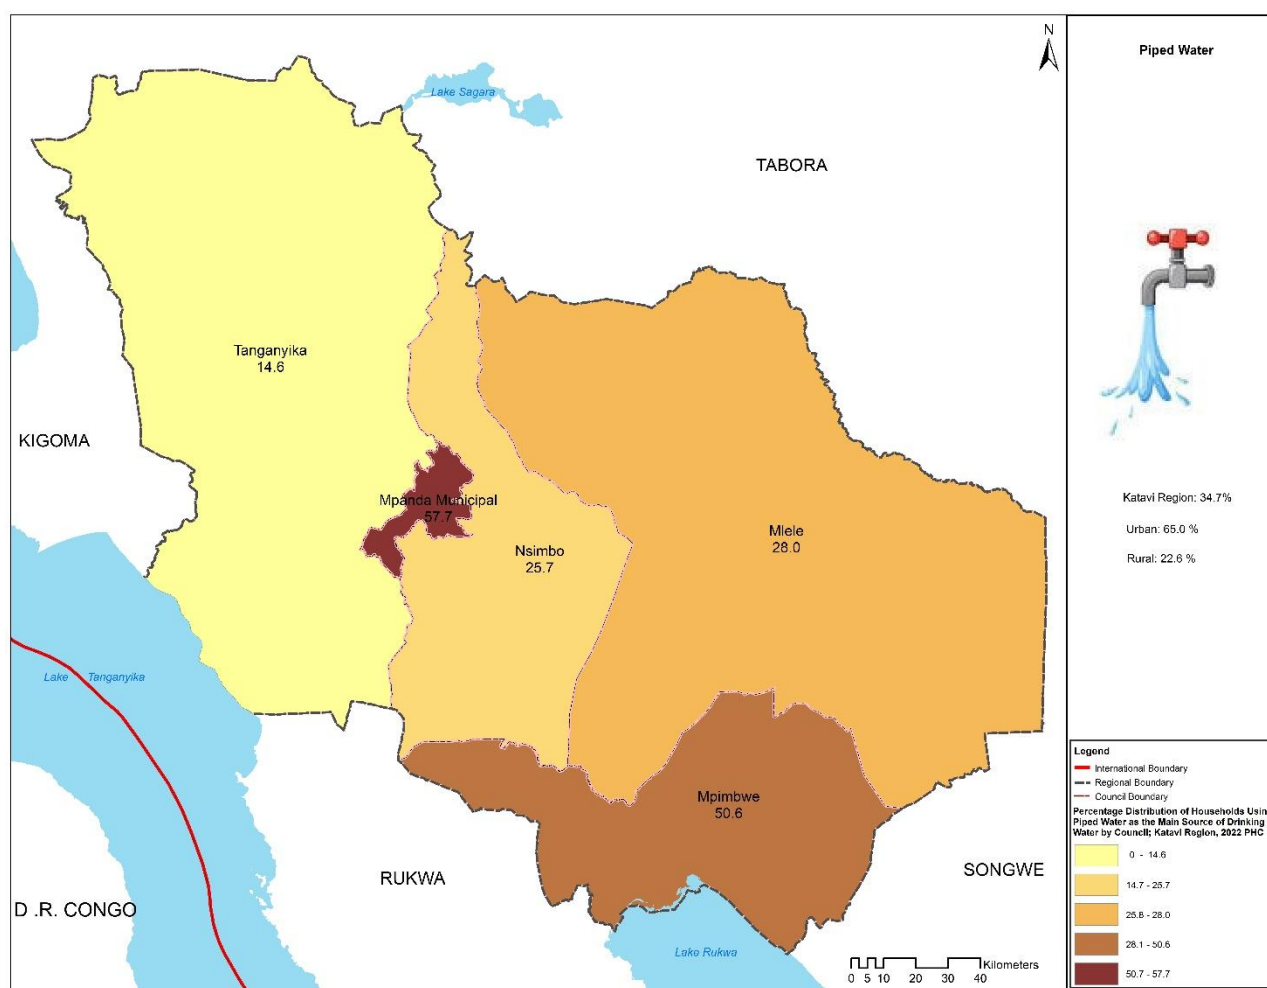 N
Piped Water
Lake Sagara
TABORA
Tanganyika
14.6
KIGOMA
Mpanda Municipal
57.7
Nsimbo
25.7
Mlele
28.0
Katavi Region: 34.7%
Urban: 65.0 %
Rural: 22.6 %
Lake Tanganyika
Mpimbwe
50.6
RUKWA
SONGWE
D .R. CONGO
Lake Rukwa
Kilometers
0 5 10 20 30 40
Legend
International Boundary
Regional Boundary
Council Boundary
Percentage Distribution of Households Usin
Piped Water as the Main Source of Drinking
Water by Council; Katavi Region, 2022 PHC
0 - 14.6
14.7 - 25.7
25.8 - 28.0
28.1 - 50.6
50.7 - 57.7